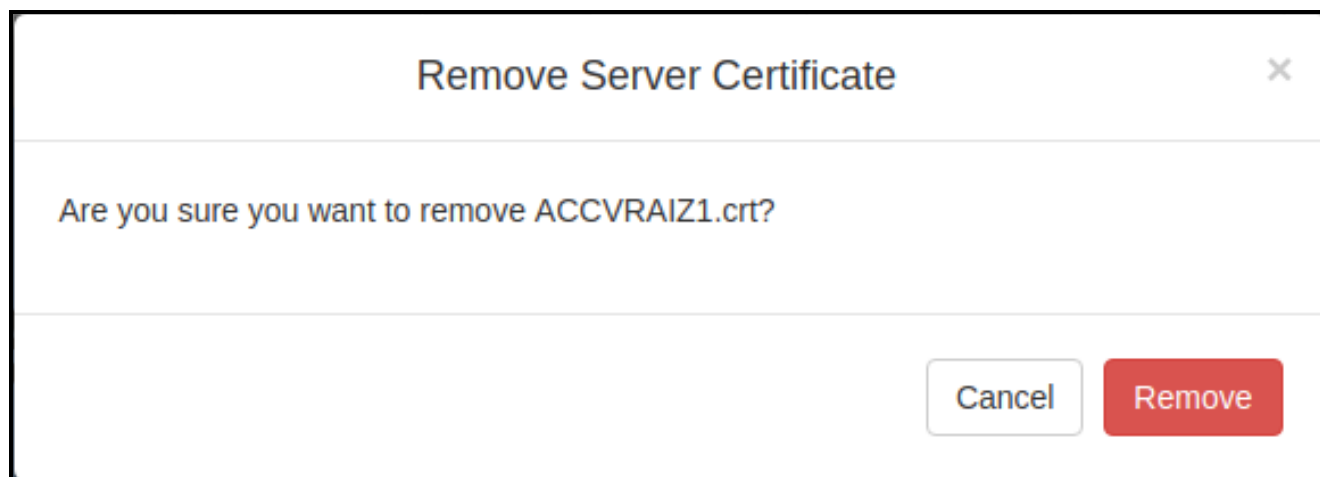 Remove Server Certificate
×
Are you sure you want to remove ACCVRAIZ1.crt?
Cancel
Remove